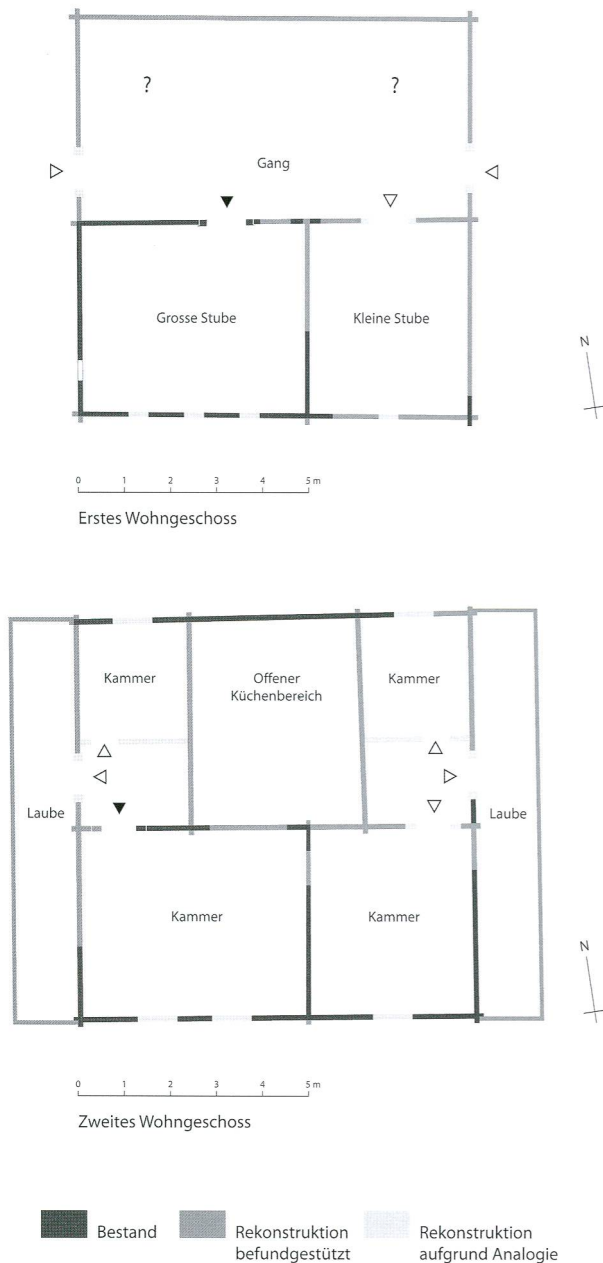 ? ?
Gang
Grosse Stube Kleine Stube
N
0 1 2 3 4 5 m
Erstes Wohngeschoss
Kammer Offener Küchenbereich Kammer
Laube Laube
Kammer Kammer
N
0 1 2 3 4 5 m
Zweites Wohngeschoss
Bestand Rekonstruktion befundgestützt Rekonstruktion aufgrund Analogie